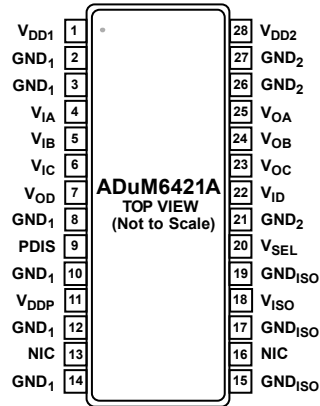 VDD1 1 28 VDD2
GND1 2 27 GND2
GND1 3 26 GND2
VIA 4 25 VOA
VIB 5 24 VOB
VIC 6 23 VOC
VOD 7 22 VID
ADuM6421A
TOP VIEW
(Not to Scale)
GND1 8 21 GND2
PDIS 9 20 VSEL
GND1 10 19 GNDISO
VDDP 11 18 VISO
GND1 12 17 GNDISO
NIC 13 16 NIC
GND1 14 15 GNDISO